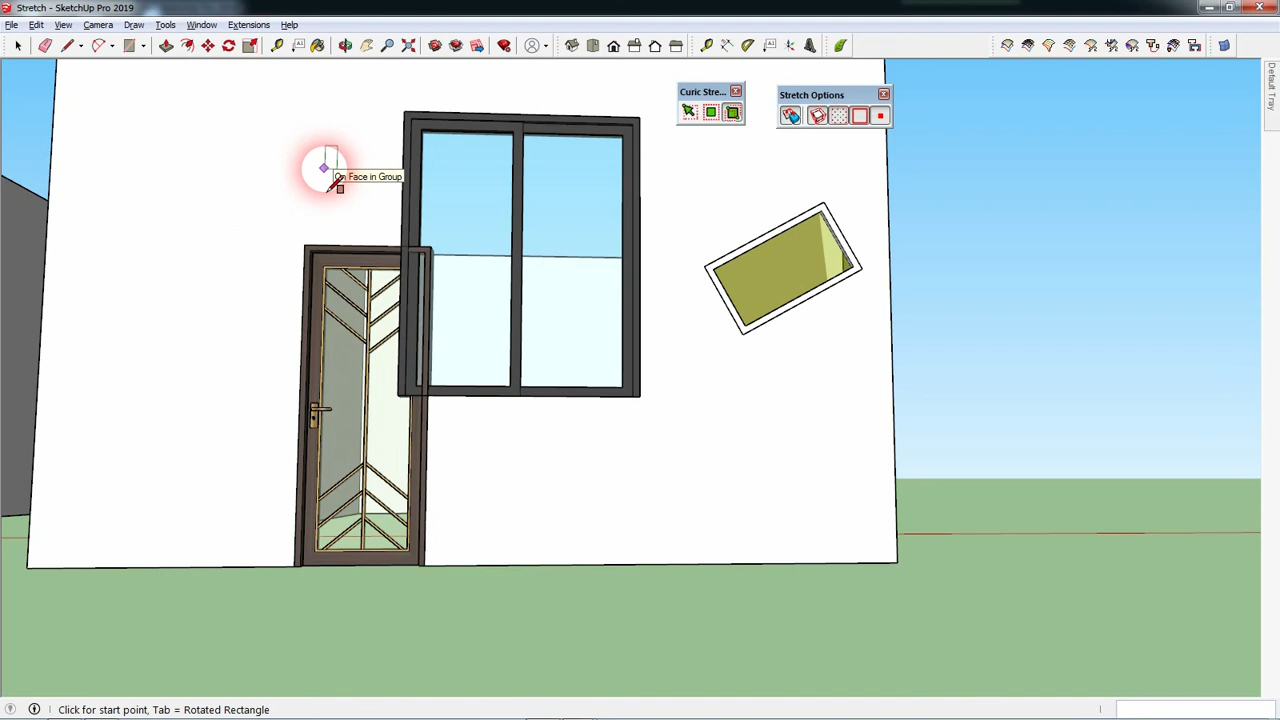 Stretch - SketchUp Pro 2019
File Edit View Camera Draw Tools Window Extensions Help
Default Tray
Curic Stre...
Stretch Options
On Face in Group
Click for start point, Tab = Rotated Rectangle